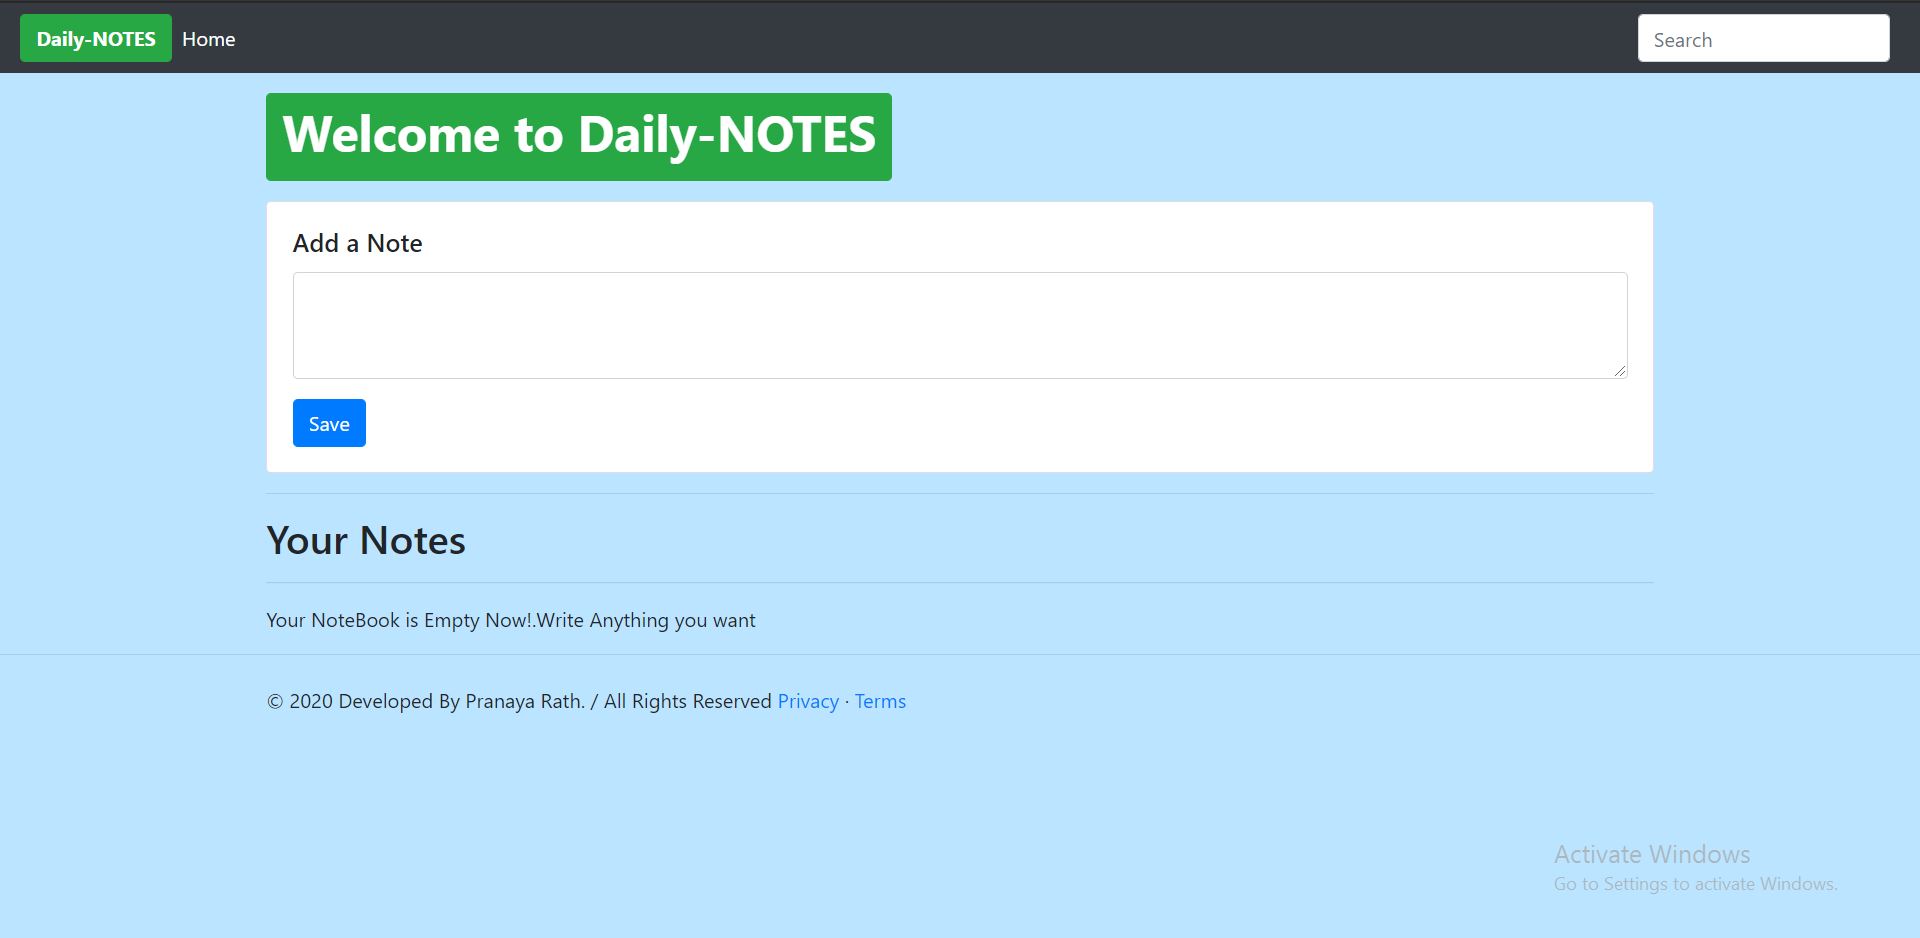 Daily-NOTES Home Search
Welcome to Daily-NOTES
Add a Note
Save
Your Notes
Your NoteBook is Empty Now!.Write Anything you want
© 2020 Developed By Pranaya Rath. / All Rights Reserved Privacy · Terms
Activate Windows
Go to Settings to activate Windows.